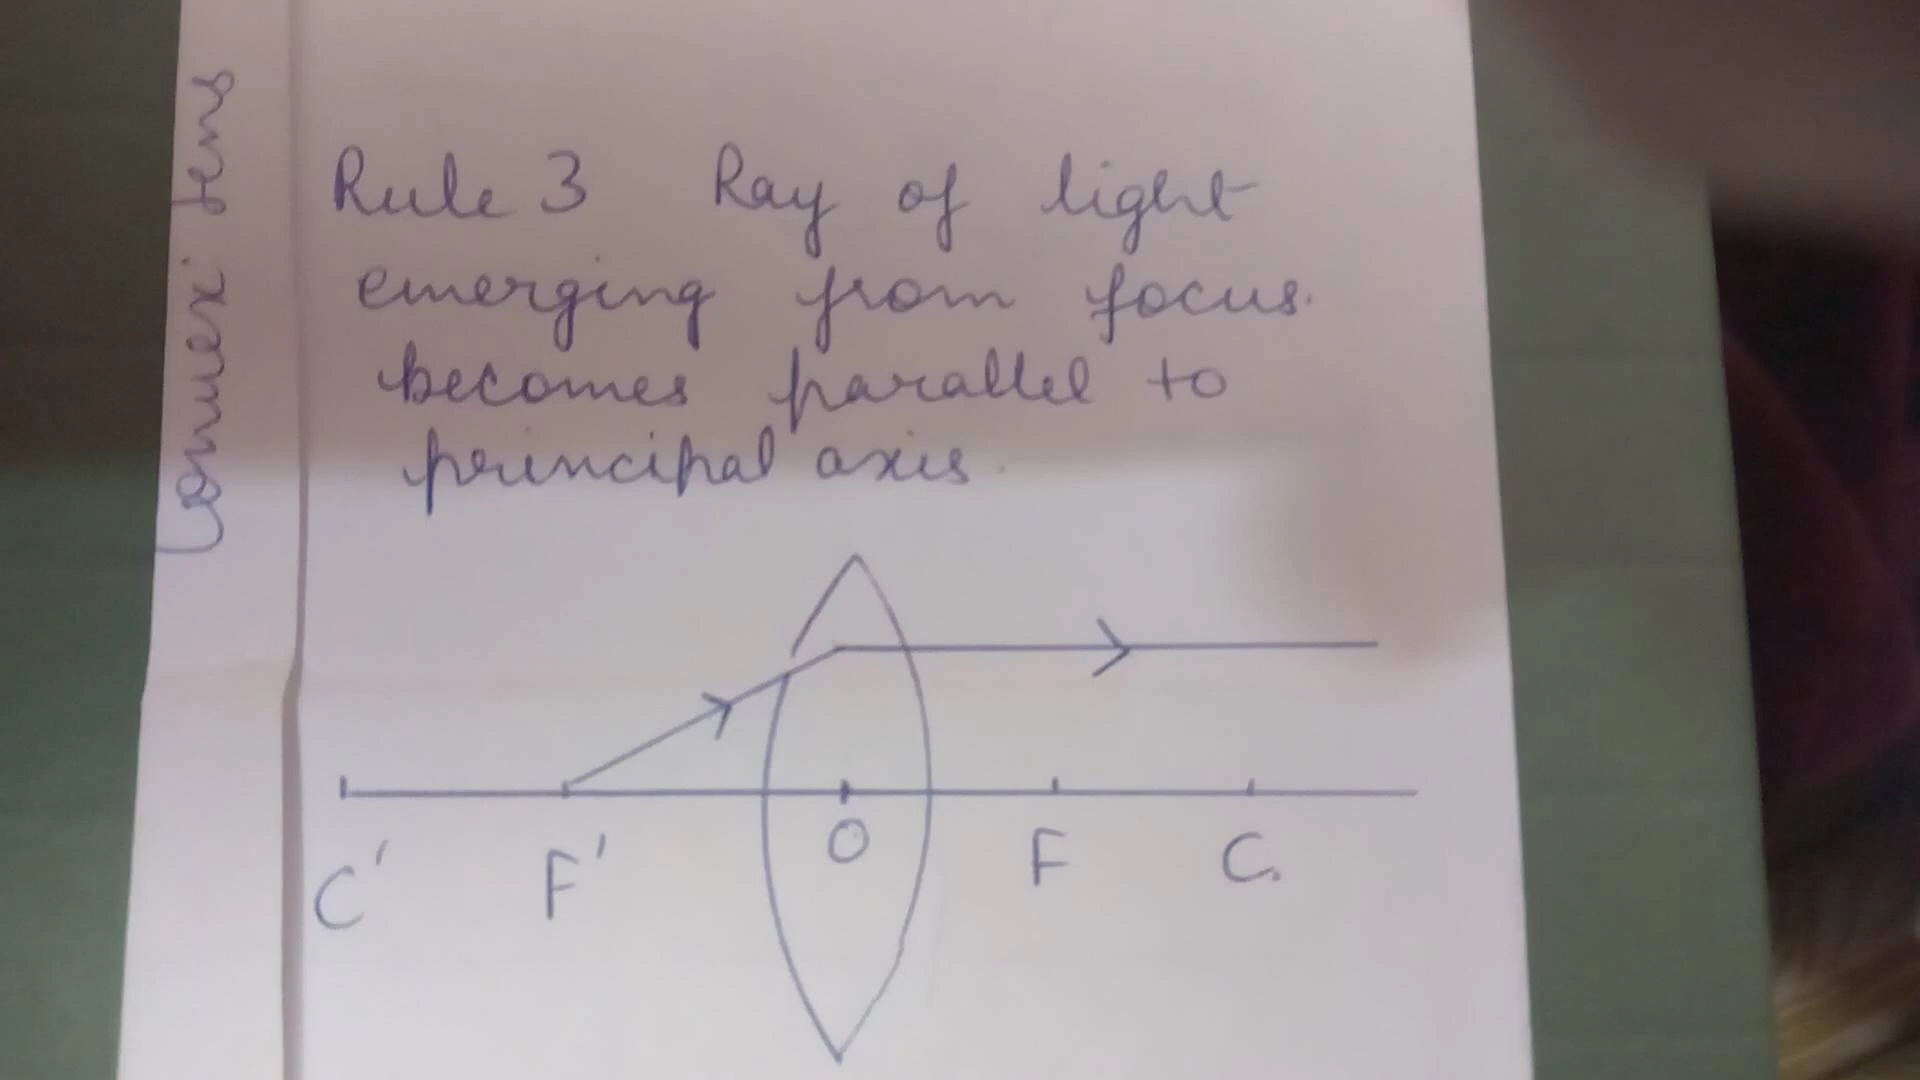 Convex lens
Rule 3 Ray of light
emerging from focus
becomes parallel to
principal axis.
C' F' O F C.